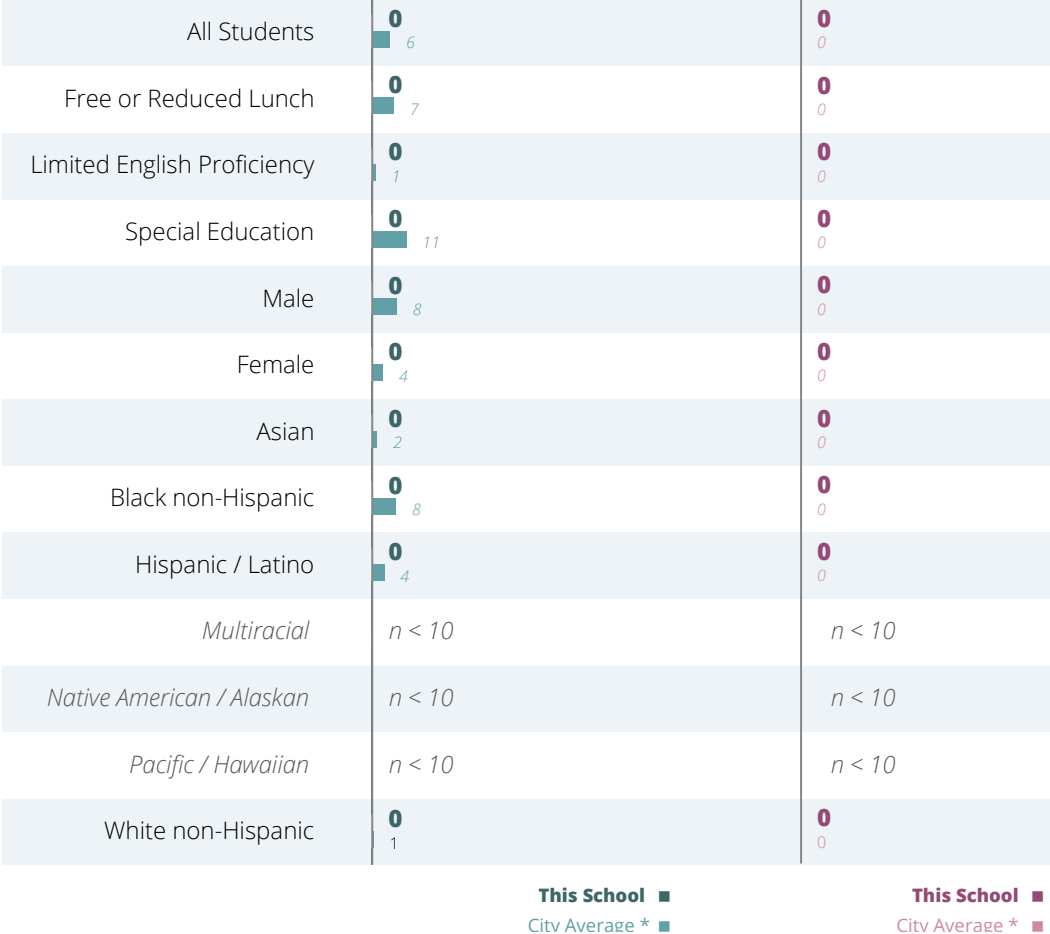 All Students 0 0
6 0
Free or Reduced Lunch 0 0
7 0
Limited English Proficiency 0 0
1 0
Special Education 0 0
11 0
Male 0 0
8 0
Female 0 0
4 0
Asian 0 0
2 0
Black non-Hispanic 0 0
8 0
Hispanic / Latino 0 0
4 0
Multiracial n < 10 n < 10
Native American / Alaskan n < 10 n < 10
Pacific / Hawaiian n < 10 n < 10
White non-Hispanic 0 0
1 0
This School This School
City Average * City Average *